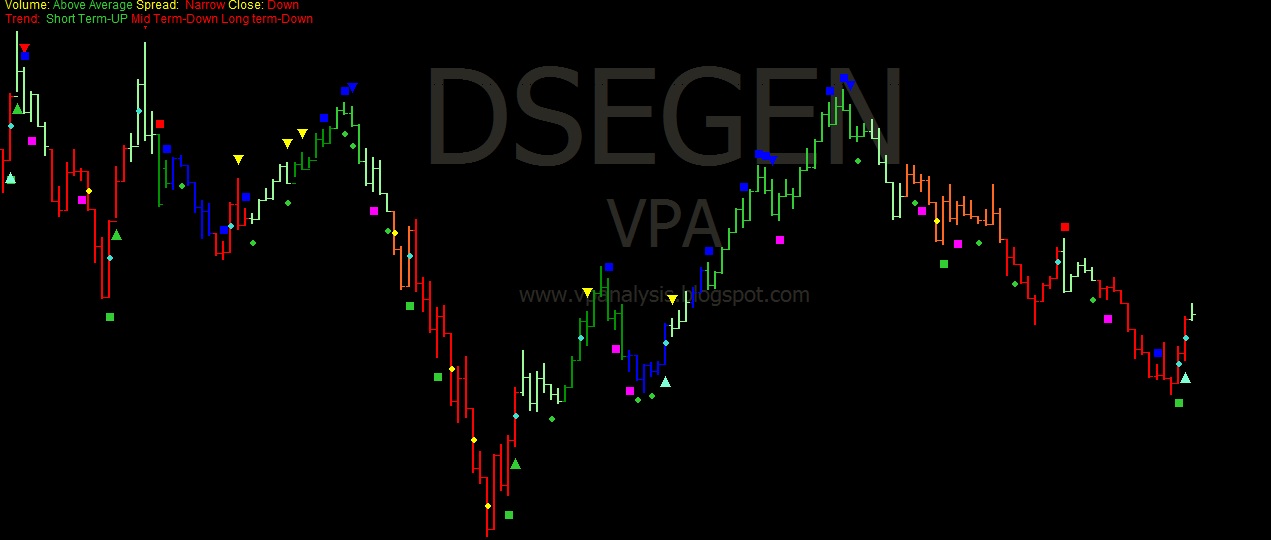 Volume: Above Average Spread: Narrow Close: Down
Trend: Short Term-UP Mid Term-Down Long term-Down
DSEGEN
VPA
www.vpanalysis.blogspot.com